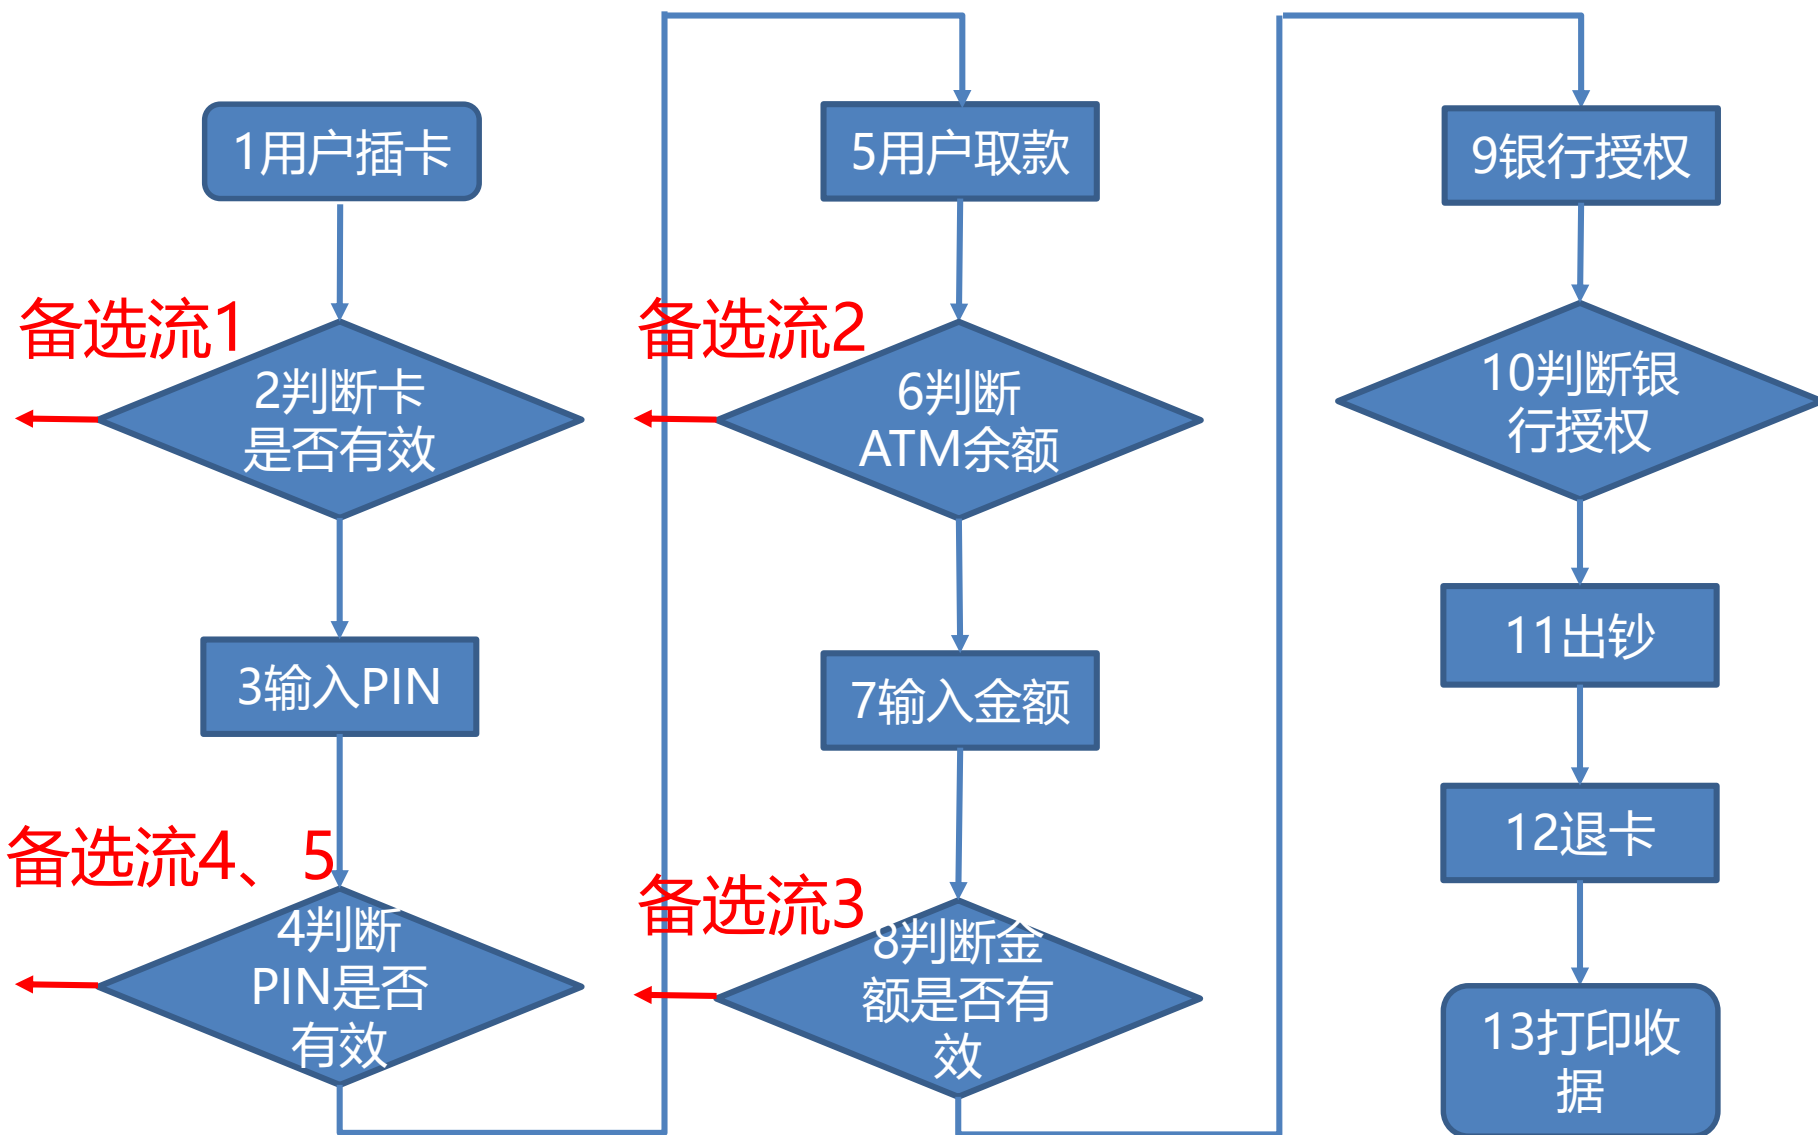 1用户插卡
备选流1
2判断卡
是否有效
3输入PIN
备选流4、5
4判断
PIN是否
有效
5用户取款
备选流2
6判断
ATM余额
7输入金额
备选流3
8判断金
额是否有
效
9银行授权
10判断银
行授权
11出钞
12退卡
13打印收
据